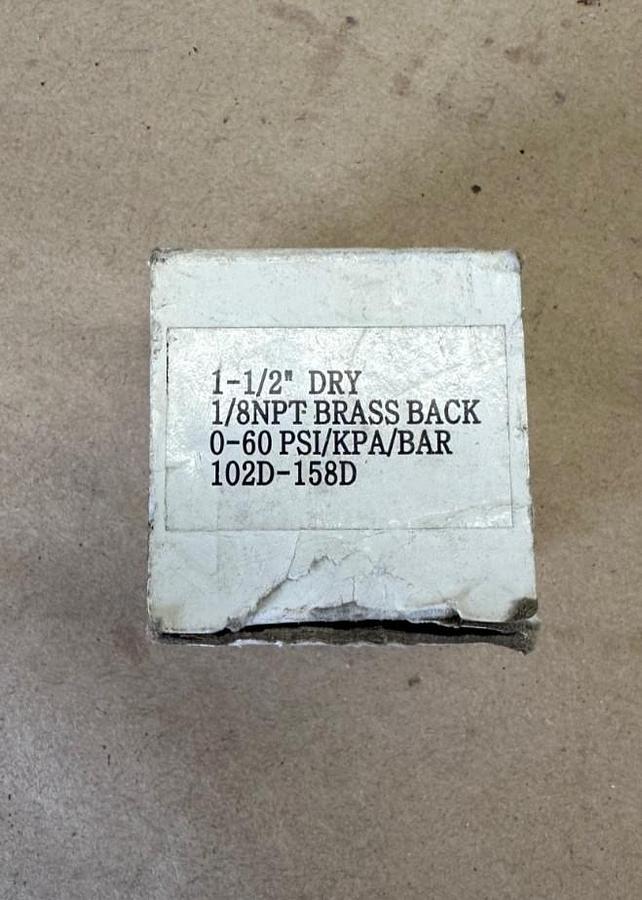 1-1/2" DRY
1/8NPT BRASS BACK
0-60 PSI/KPA/BAR
102D-158D